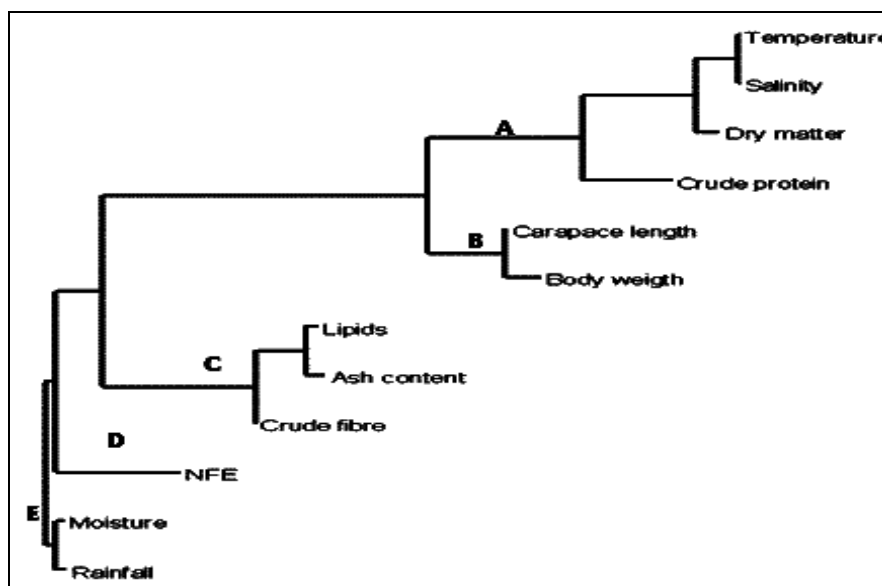 Temperature
Salinity
A
Dry matter
Crude protein
Carapace length
B
Body weigth
Lipids
C
Ash content
Crude fibre
D
NFE
E
Moisture
Rainfall